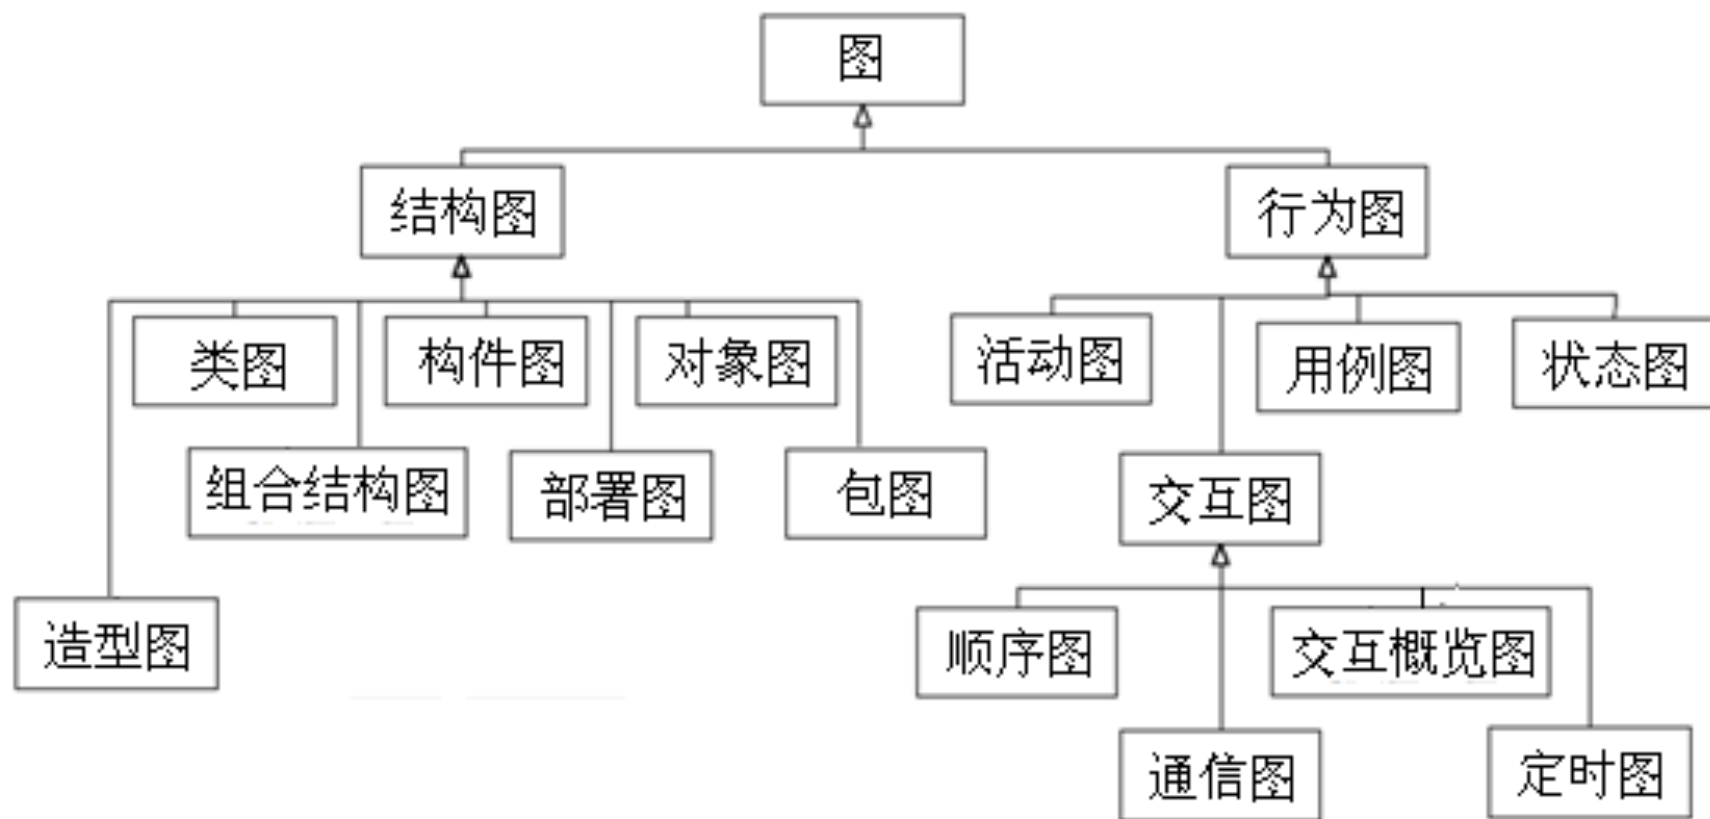 图
结构图
行为图
类图
构件图
对象图
活动图
用例图
状态图
组合结构图
部署图
包图
交互图
造型图
顺序图
交互概览图
通信图
定时图